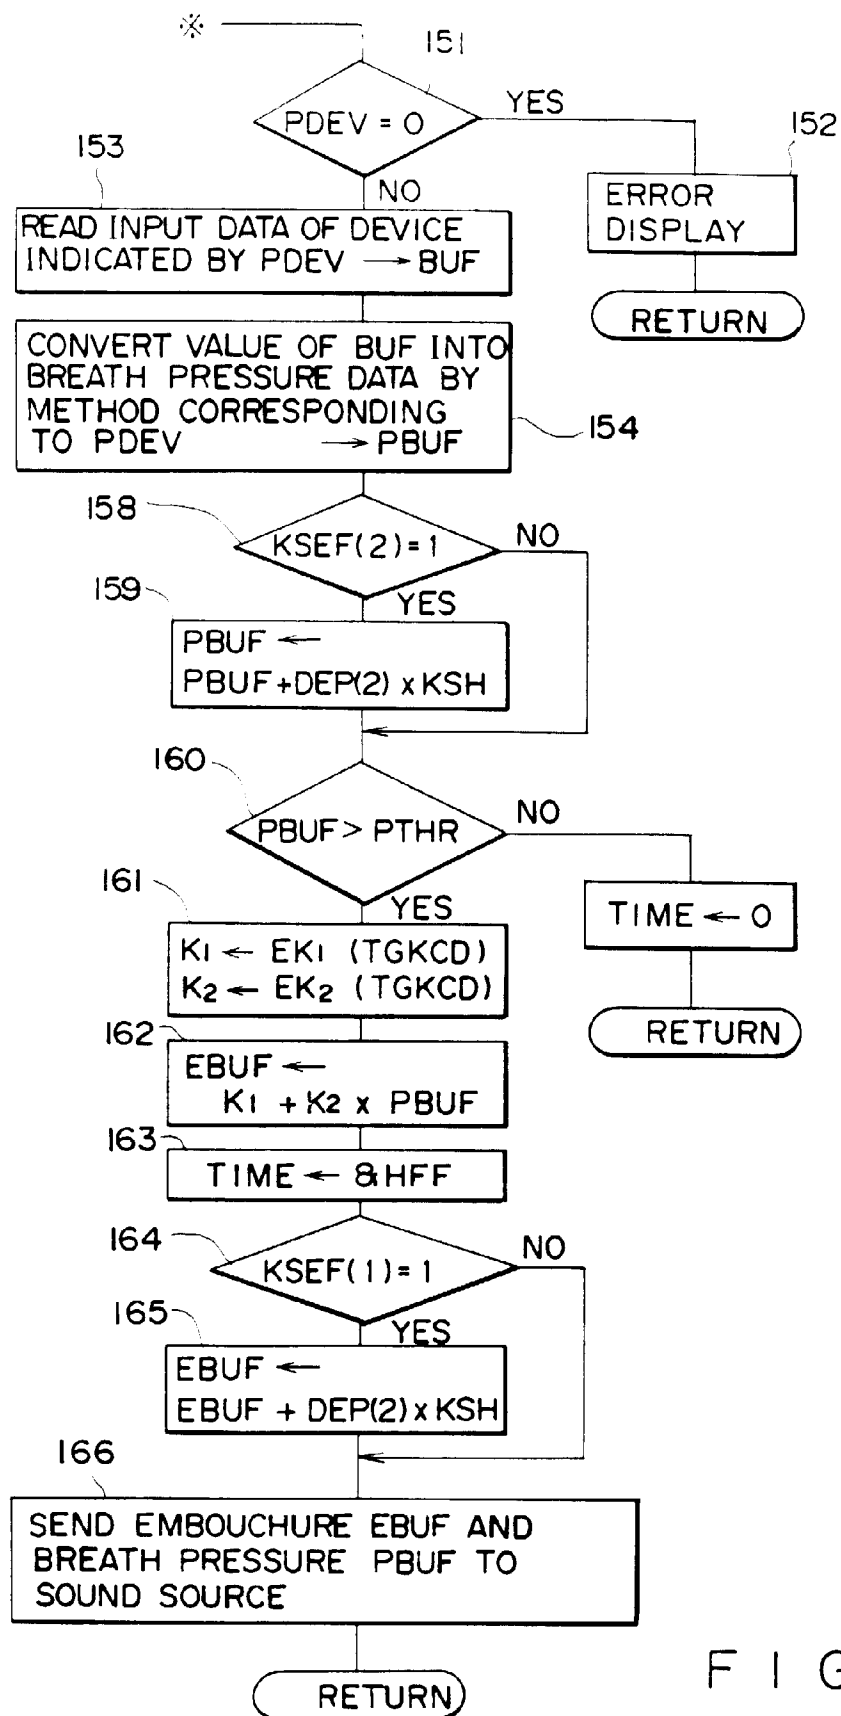 ※
151
PDEV = 0
YES
152
ERROR
DISPLAY
RETURN
NO
153
READ INPUT DATA OF DEVICE
INDICATED BY PDEV → BUF
CONVERT VALUE OF BUF INTO
BREATH PRESSURE DATA BY
METHOD CORRESPONDING
TO PDEV → PBUF
154
158
KSEF(2)=1
NO
YES
159
PBUF ←
PBUF+DEP(2) x KSH
160
PBUF > PTHR
NO
TIME ← 0
RETURN
YES
161
K1 ← EK1 (TGKCD)
K2 ← EK2 (TGKCD)
162
EBUF ←
K1 + K2 x PBUF
163
TIME ← &HFF
164
KSEF(1)=1
NO
YES
165
EBUF ←
EBUF + DEP(2) x KSH
166
SEND EMBOUCHURE EBUF AND
BREATH PRESSURE PBUF TO
SOUND SOURCE
RETURN
FIG